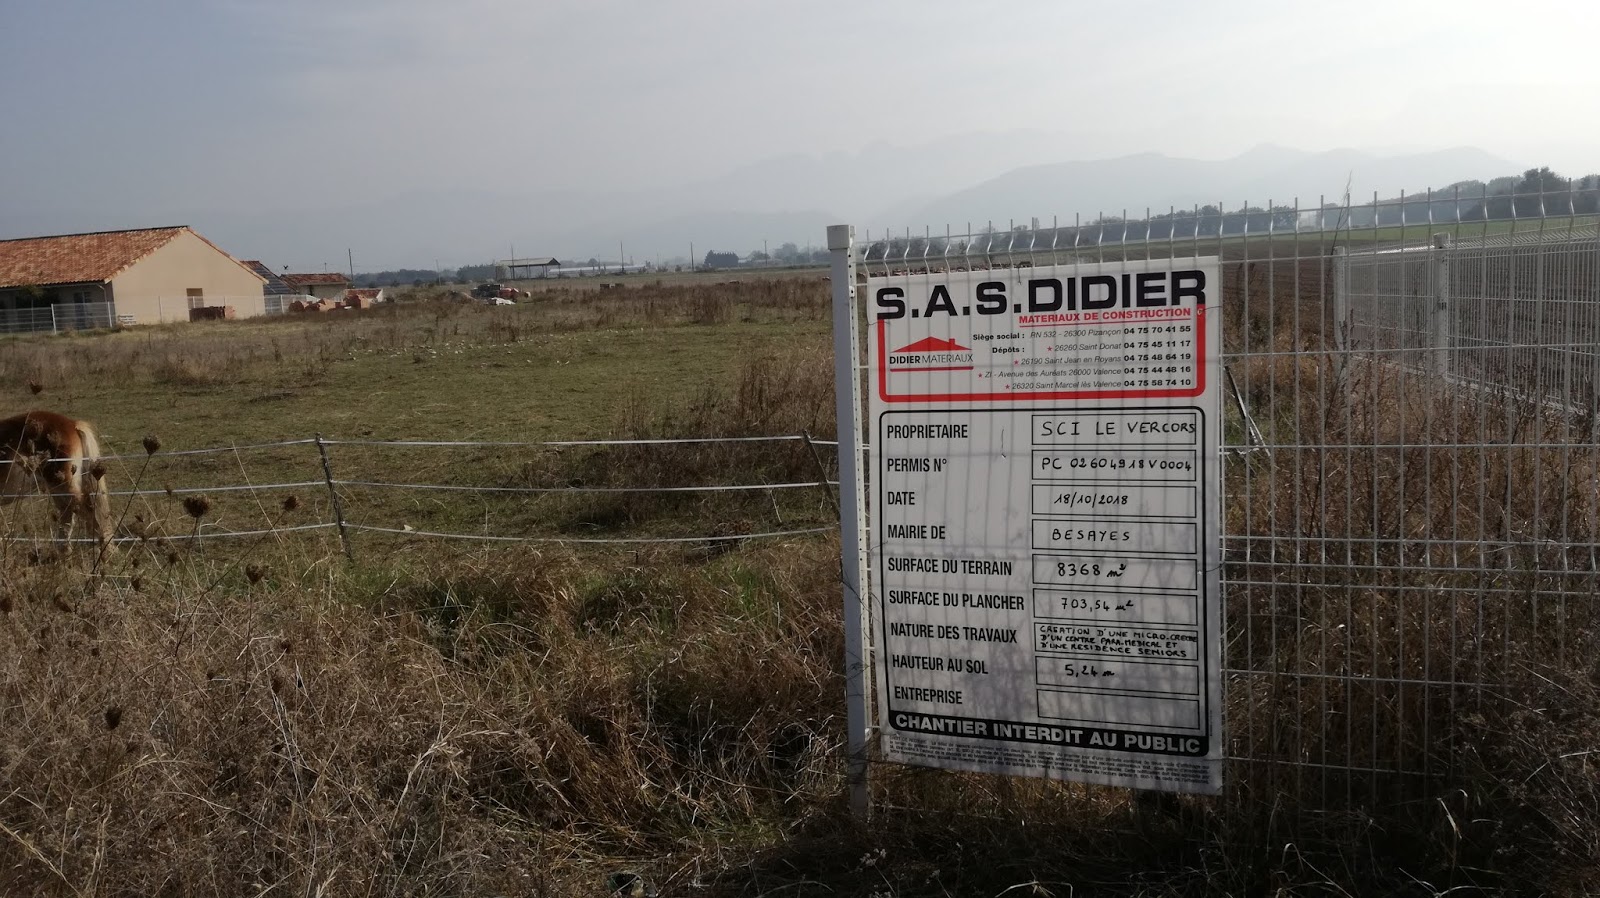 S.A.S.DIDIER
MATERIAUX DE CONSTRUCTION
DIDIER MATERIAUX
Siège social : RN 532 - 26300 Pizançon 04 75 70 41 55
Dépôts : ★ 26260 Saint Donat 04 75 45 11 17
★ 26190 Saint Jean en Royans 04 75 48 64 19
★ ZI - Avenue des Auréats 26000 Valence 04 75 44 48 16
★ 26320 Saint Marcel lès Valence 04 75 58 74 10
PROPRIETAIRE SCI LE VERCORS
PERMIS N° PC 02604918V0004
DATE 18/10/2018
MAIRIE DE BESAYES
SURFACE DU TERRAIN 8368 m²
SURFACE DU PLANCHER 703,54 m²
NATURE DES TRAVAUX CREATION D'UNE MICRO-CRECHE
D'UN CENTRE PARA-MEDICAL ET
D'UNE RESIDENCE SENIORS
HAUTEUR AU SOL 5,24 m
ENTREPRISE
CHANTIER INTERDIT AU PUBLIC